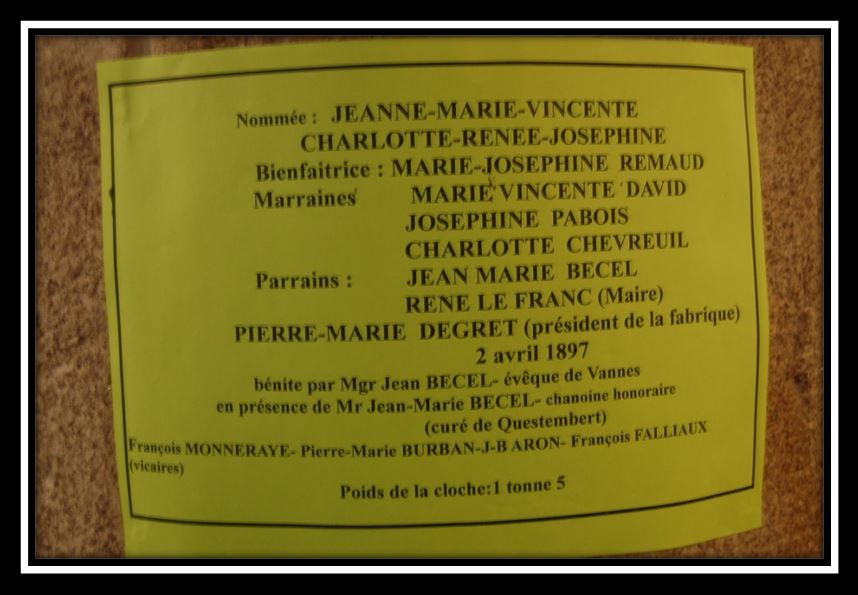 Nommée : JEANNE-MARIE-VINCENTE
CHARLOTTE-RENEE-JOSEPHINE
Bienfaitrice : MARIE-JOSEPHINE REMAUD
Marraines MARIE VINCENTE DAVID
JOSEPHINE PABOIS
CHARLOTTE CHEVREUIL
Parrains : JEAN MARIE BECEL
RENE LE FRANC (Maire)
PIERRE-MARIE DEGRET (président de la fabrique)
2 avril 1897
bénite par Mgr Jean BECEL- évêque de Vannes
en présence de Mr Jean-Marie BECEL- chanoine honoraire
(curé de Questembert)
François MONNERAYE- Pierre-Marie BURBAN-J-B ARON- François FALLIAUX
(vicaires)
Poids de la cloche:1 tonne 5